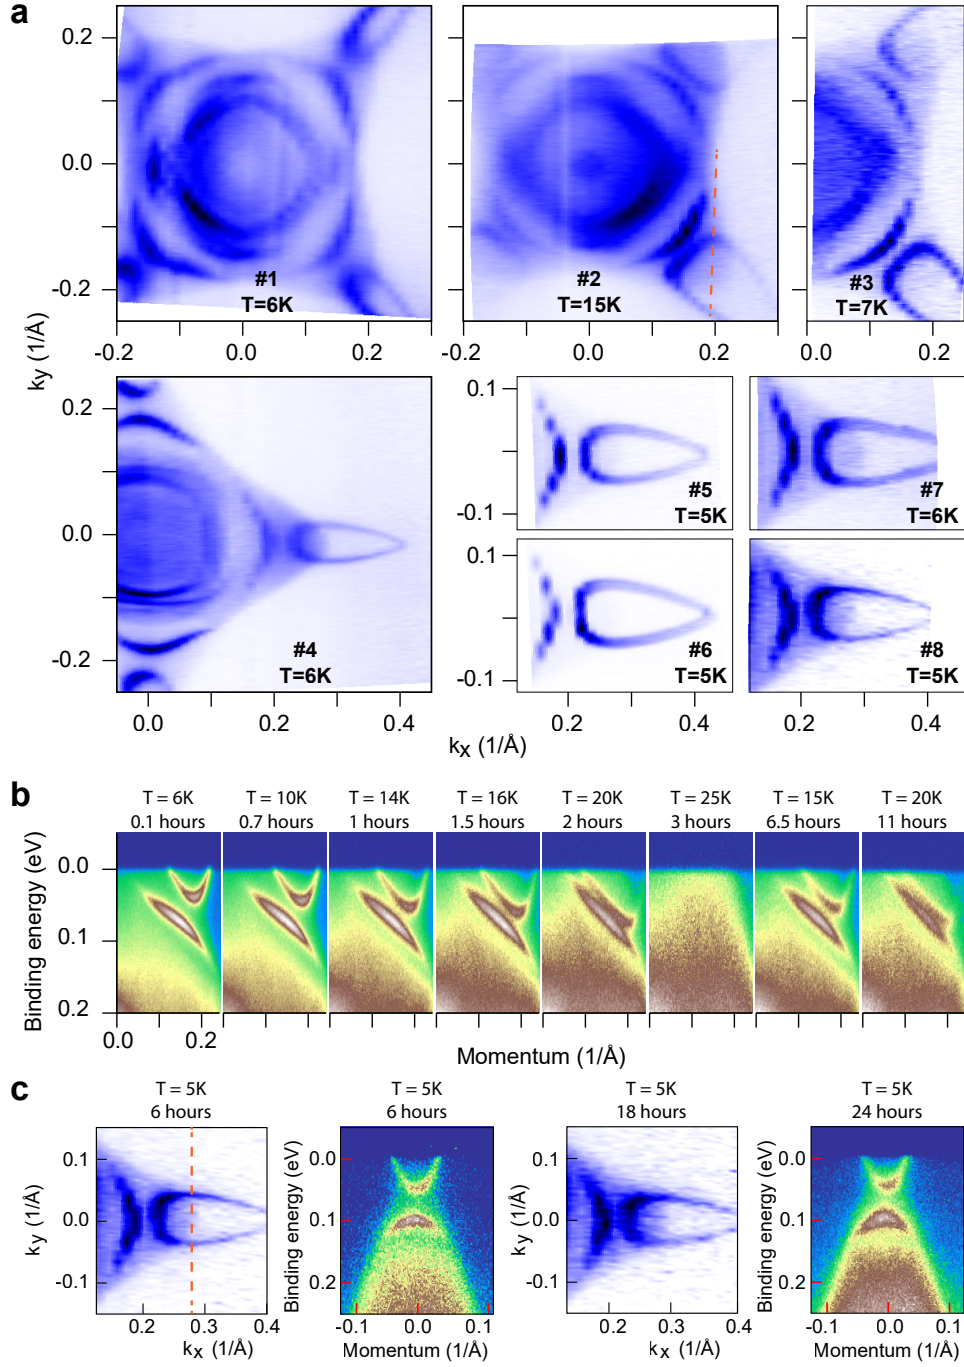 a
0.2
0.0
-0.2
ky (1/Å)
#1
T=6K
#2
T=15K
#3
T=7K
-0.2
0.0
0.2
-0.2
0.0
0.2
0.0
0.2
0.2
0.0
-0.2
#4
T=6K
0.1
-0.1
#5
T=5K
#7
T=6K
0.1
-0.1
#6
T=5K
#8
T=5K
0.0
0.2
0.4
0.2
0.4
0.2
0.4
kx (1/Å)
b
T = 6K
0.1 hours
T = 10K
0.7 hours
T = 14K
1 hours
T = 16K
1.5 hours
T = 20K
2 hours
T = 25K
3 hours
T = 15K
6.5 hours
T = 20K
11 hours
Binding energy (eV)
0.0
0.1
0.2
0.0
0.2
Momentum (1/Å)
c
T = 5K
6 hours
T = 5K
6 hours
T = 5K
18 hours
T = 5K
24 hours
ky (1/Å)
0.1
0.0
-0.1
0.2
0.3
0.4
kx (1/Å)
Binding energy (eV)
0.0
0.1
0.2
-0.1
0.0
0.1
Momentum (1/Å)
ky (1/Å)
0.1
0.0
-0.1
0.2
0.3
0.4
kx (1/Å)
Binding energy (eV)
0.0
0.1
0.2
-0.1
0.0
0.1
Momentum (1/Å)